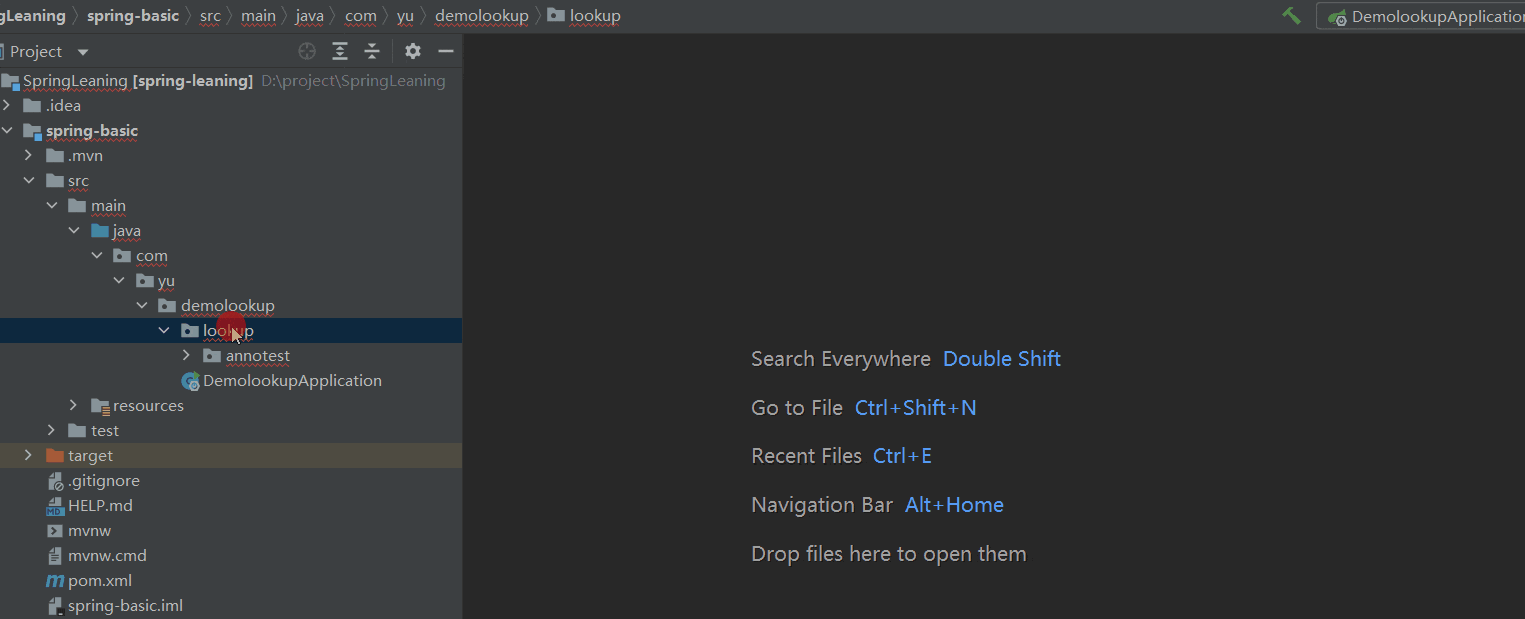 gLeaning spring-basic src main java com yu demolookup lookup DemolookupApplication
Project
SpringLeaning [spring-leaning] D:\project\SpringLeaning
.idea
spring-basic
.mvn
src
main
java
com
yu
demolookup
lookup
annotest
DemolookupApplication
resources
test
target
.gitignore
HELP.md
mvnw
mvnw.cmd
pom.xml
spring-basic.iml
Search Everywhere Double Shift
Go to File Ctrl+Shift+N
Recent Files Ctrl+E
Navigation Bar Alt+Home
Drop files here to open them